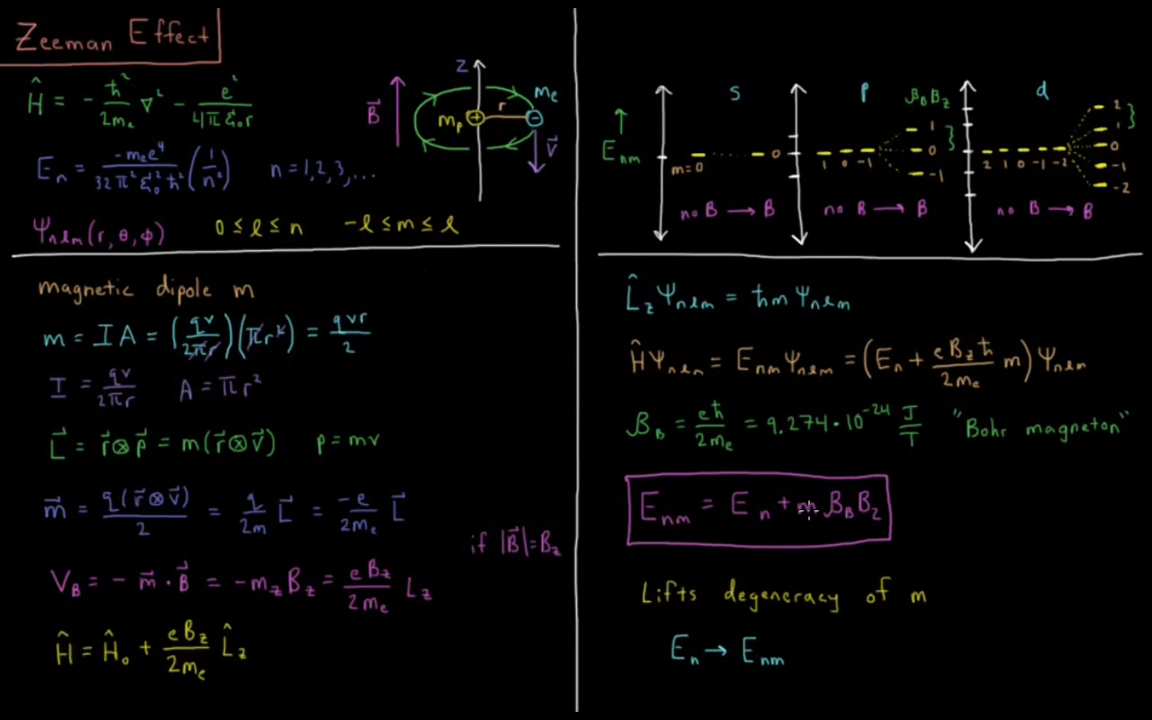 Zeeman Effect
Ĥ = - ħ²/2mₑ ∇² - e²/4πε₀r
Eₙ = -mₑe⁴/32π²ε₀²ħ² (1/n²) n = 1,2,3,...
Ψₙₗₘ(r, θ, ϕ) 0 ≤ l ≤ n -l ≤ m ≤ l
B⃗ z r mₑ mₚ + - v⃗
magnetic dipole m
m = IA = (qv/2πr)(πr²) = qvr/2
I = qv/2πr A = πr²
L⃗ = r⃗⊗p⃗ = m(r⃗⊗v⃗) p = mv
m⃗ = q(r⃗⊗v⃗)/2 = q/2m L⃗ = -e/2mₑ L⃗
if |B⃗|=B_z
V_B = - m⃗ · B⃗ = -m_z B_z = eB_z/2mₑ L_z
Ĥ = Ĥ₀ + eB_z/2mₑ L̂_z
s p β_B B_z d
Eₙₘ
m=0 0
1 0 -1 1 0 -1
2 1 0 -1 -2 2 1 0 -1 -2
no B → B no B → B no B → B
L̂_z Ψₙₗₘ = ħm Ψₙₗₘ
ĤΨₙₗₘ = EₙₘΨₙₗₘ = (Eₙ + eB_zħ/2mₑ m) Ψₙₗₘ
β_B = eħ/2mₑ = 9.274·10⁻²⁴ J/T "Bohr magneton"
Eₙₘ = Eₙ + m β_B B_z
Lifts degeneracy of m
Eₙ → Eₙₘ